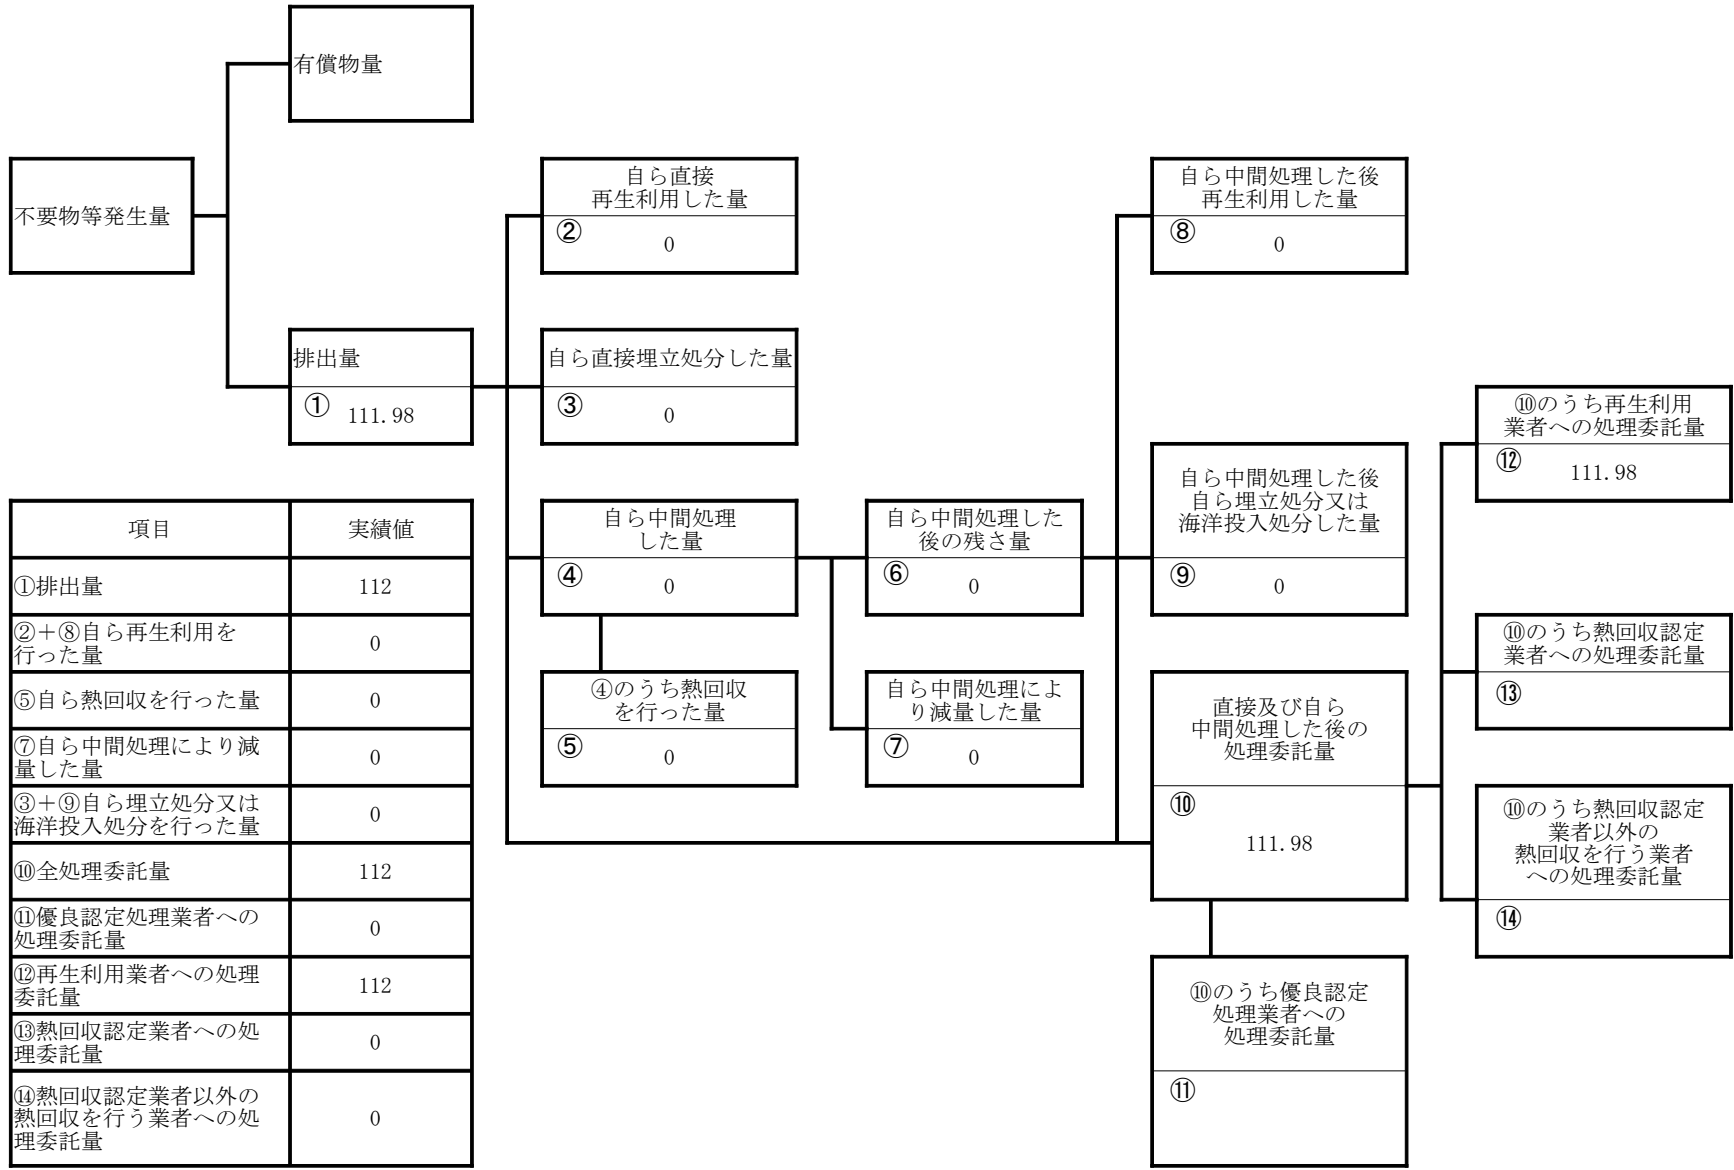 有償物量
不要物等発生量
排出量
①
111.98
自ら直接
再生利用した量
②
0
自ら直接埋立処分した量
③
0
自ら中間処理
した量
④
0
④のうち熱回収
を行った量
⑤
0
自ら中間処理した
後の残さ量
⑥
0
自ら中間処理によ
り減量した量
⑦
0
自ら中間処理した後
再生利用した量
⑧
0
自ら中間処理した後
自ら埋立処分又は
海洋投入処分した量
⑨
0
直接及び自ら
中間処理した後の
処理委託量
⑩
111.98
⑩のうち優良認定
処理業者への
処理委託量
⑪
⑩のうち再生利用
業者への処理委託量
⑫
111.98
⑩のうち熱回収認定
業者への処理委託量
⑬
⑩のうち熱回収認定
業者以外の
熱回収を行う業者
への処理委託量
⑭
項目 実績値
①排出量 112
②+⑧自ら再生利用を
行った量 0
⑤自ら熱回収を行った量 0
⑦自ら中間処理により減
量した量 0
③+⑨自ら埋立処分又は
海洋投入処分を行った量 0
⑩全処理委託量 112
⑪優良認定処理業者への
処理委託量 0
⑫再生利用業者への処理
委託量 112
⑬熱回収認定業者への処
理委託量 0
⑭熱回収認定業者以外の
熱回収を行う業者への処
理委託量 0